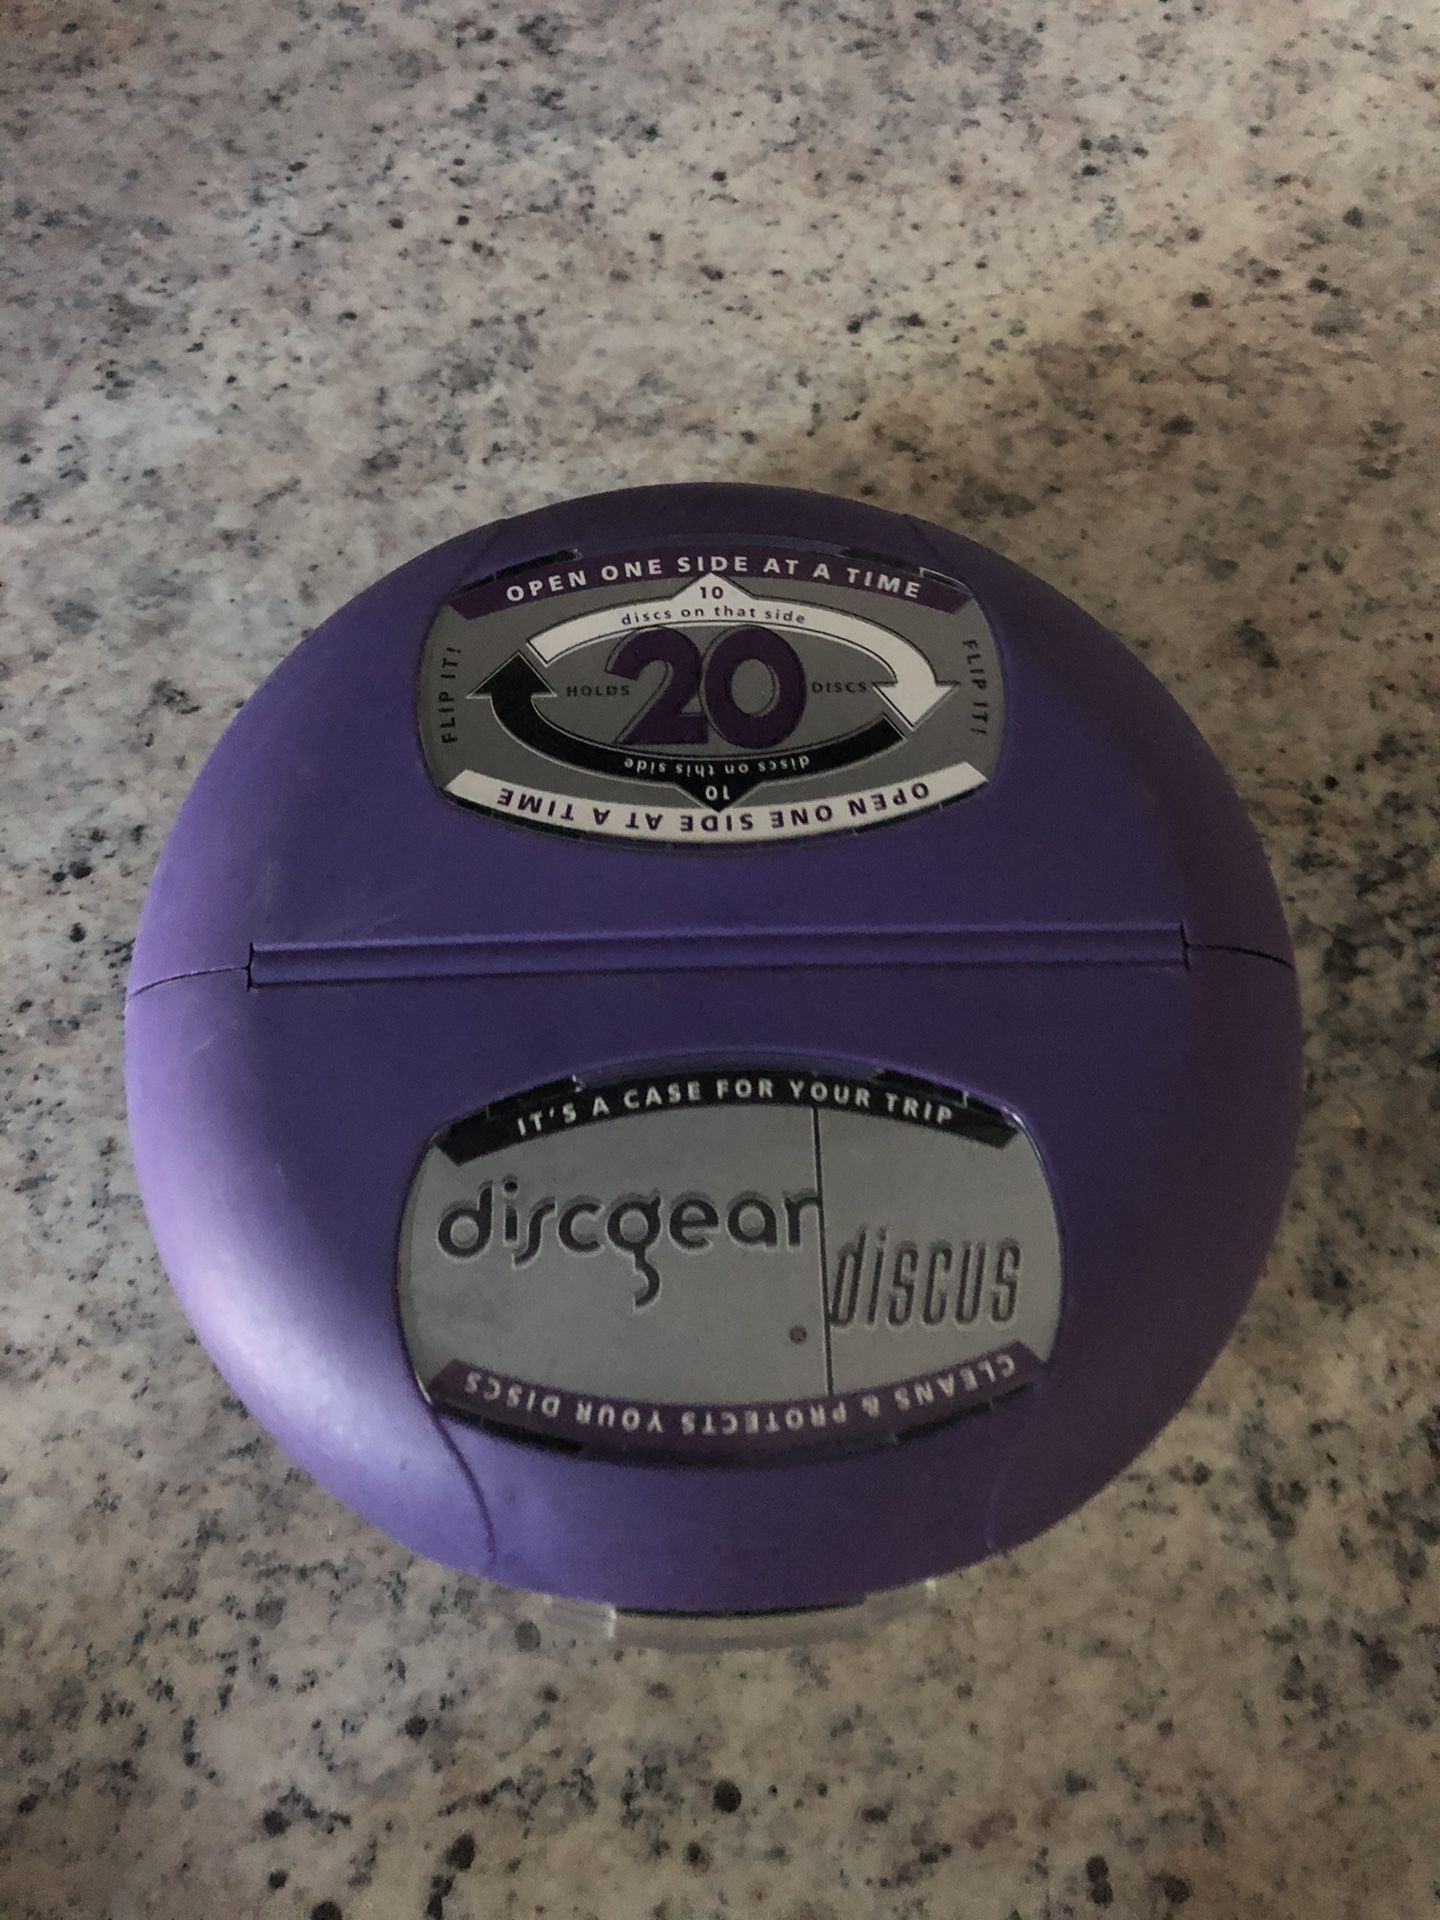 OPEN ONE SIDE AT A TIME
10
discs on that side
FLIP IT!
HOLDS
20
DISCS
FLIP IT!
discs on this side
10
OPEN ONE SIDE AT A TIME
IT'S A CASE FOR YOUR TRIP
discgear
discus
CLEANS & PROTECTS YOUR DISCS